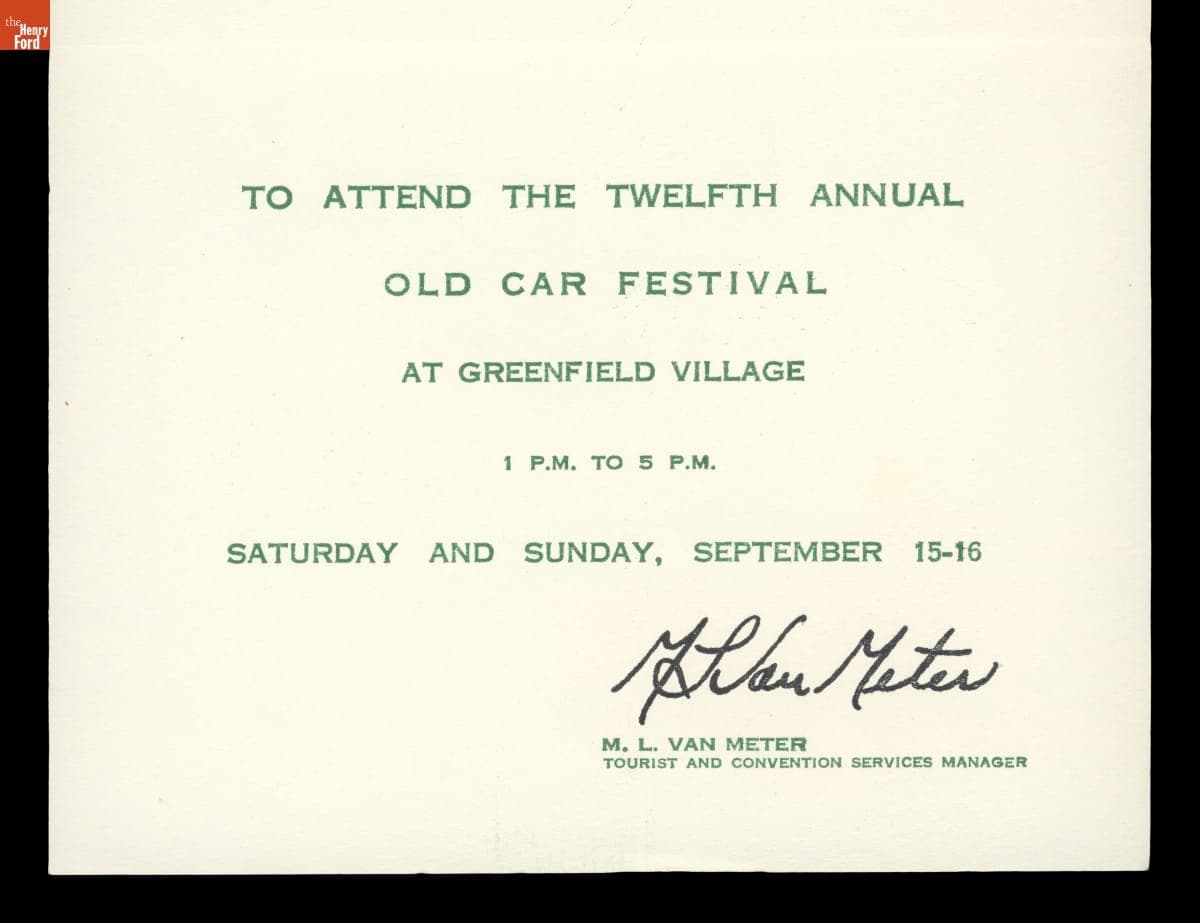 the
Henry
Ford
TO ATTEND THE TWELFTH ANNUAL
OLD CAR FESTIVAL
AT GREENFIELD VILLAGE
1 P.M. TO 5 P.M.
SATURDAY AND SUNDAY, SEPTEMBER 15-16
M L Van Meter
M. L. VAN METER
TOURIST AND CONVENTION SERVICES MANAGER